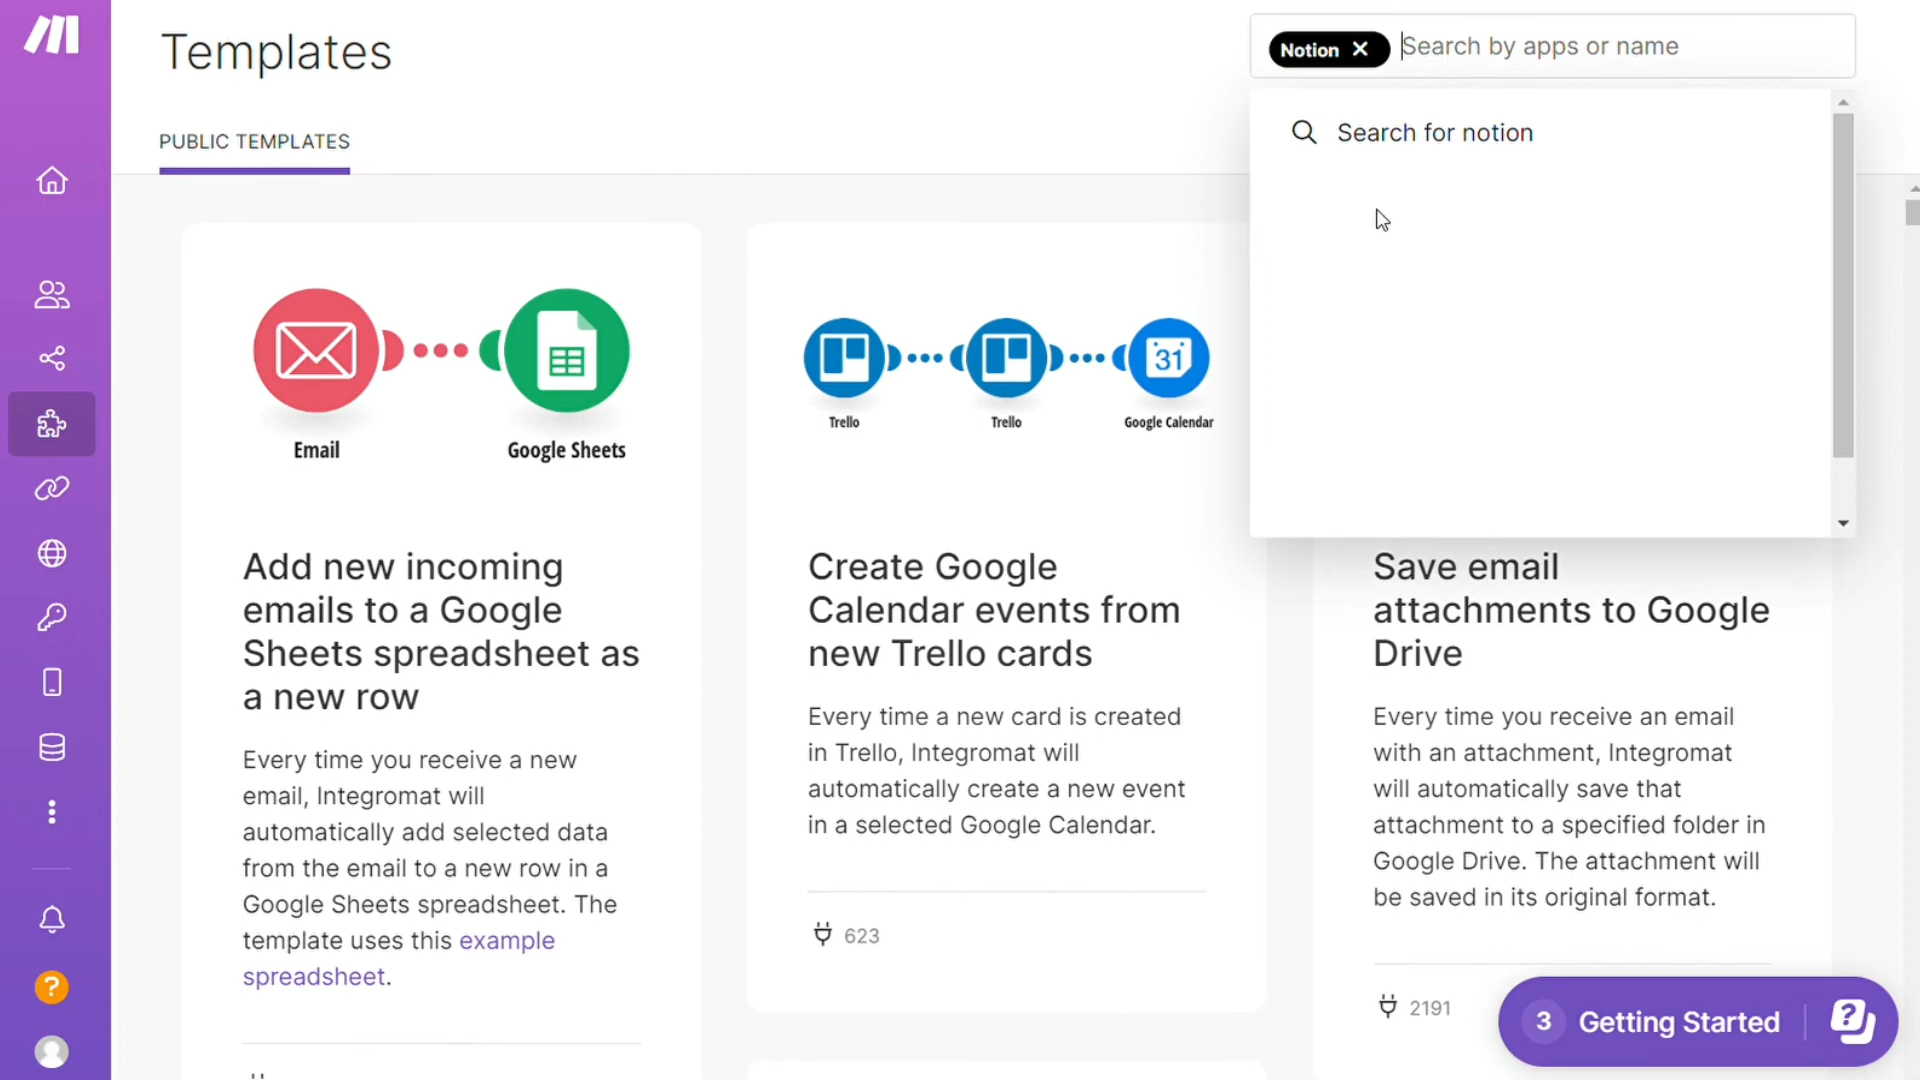 Templates
Notion ✕ Search by apps or name
Search for notion
PUBLIC TEMPLATES
Email
Google Sheets
Add new incoming
emails to a Google
Sheets spreadsheet as
a new row
Every time you receive a new
email, Integromat will
automatically add selected data
from the email to a new row in a
Google Sheets spreadsheet. The
template uses this example
spreadsheet.
31
Trello
Trello
Google Calendar
Create Google
Calendar events from
new Trello cards
Every time a new card is created
in Trello, Integromat will
automatically create a new event
in a selected Google Calendar.
623
Save email
attachments to Google
Drive
Every time you receive an email
with an attachment, Integromat
will automatically save that
attachment to a specified folder in
Google Drive. The attachment will
be saved in its original format.
2191
3 Getting Started ?
?